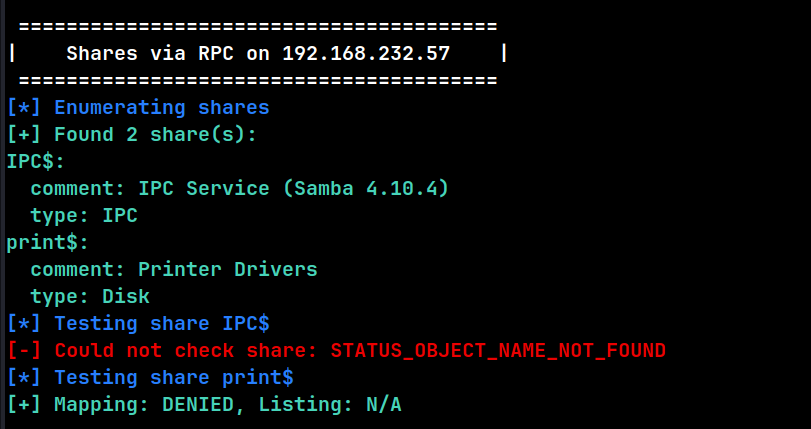 ========================================
|    Shares via RPC on 192.168.232.57    |
 ========================================
[*] Enumerating shares
[+] Found 2 share(s):
IPC$:
  comment: IPC Service (Samba 4.10.4)
  type: IPC
print$:
  comment: Printer Drivers
  type: Disk
[*] Testing share IPC$
[-] Could not check share: STATUS_OBJECT_NAME_NOT_FOUND
[*] Testing share print$
[+] Mapping: DENIED, Listing: N/A